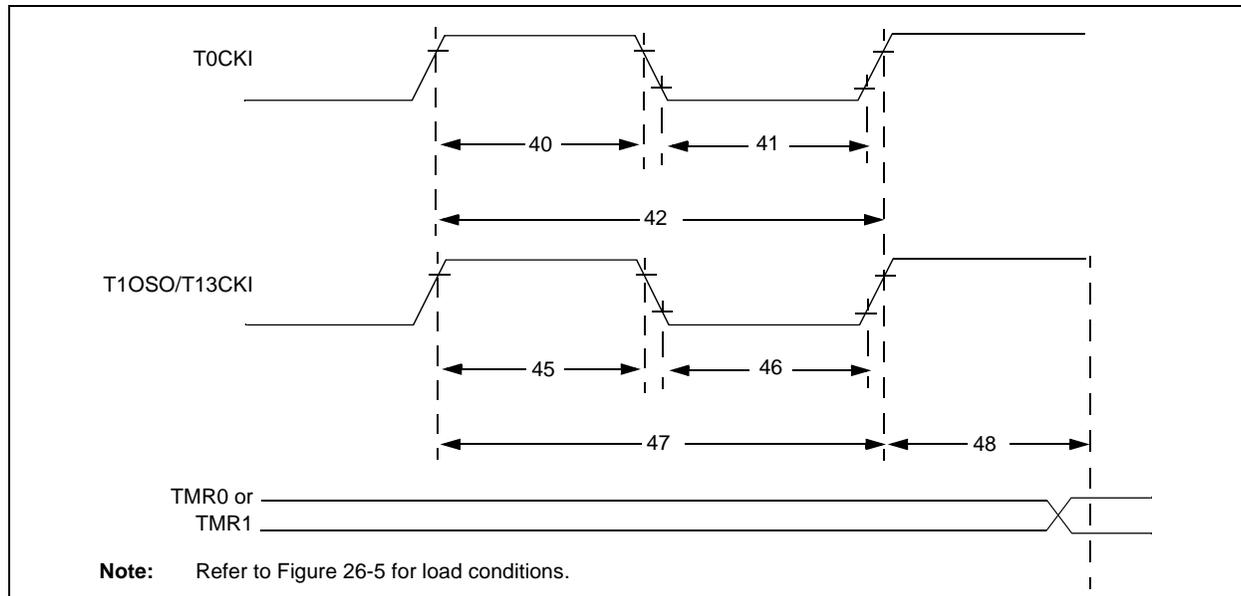 T0CKI
40
41
42
T1OSO/T13CKI
45
46
47
48
TMR0 or
TMR1
Note: Refer to Figure 26-5 for load conditions.